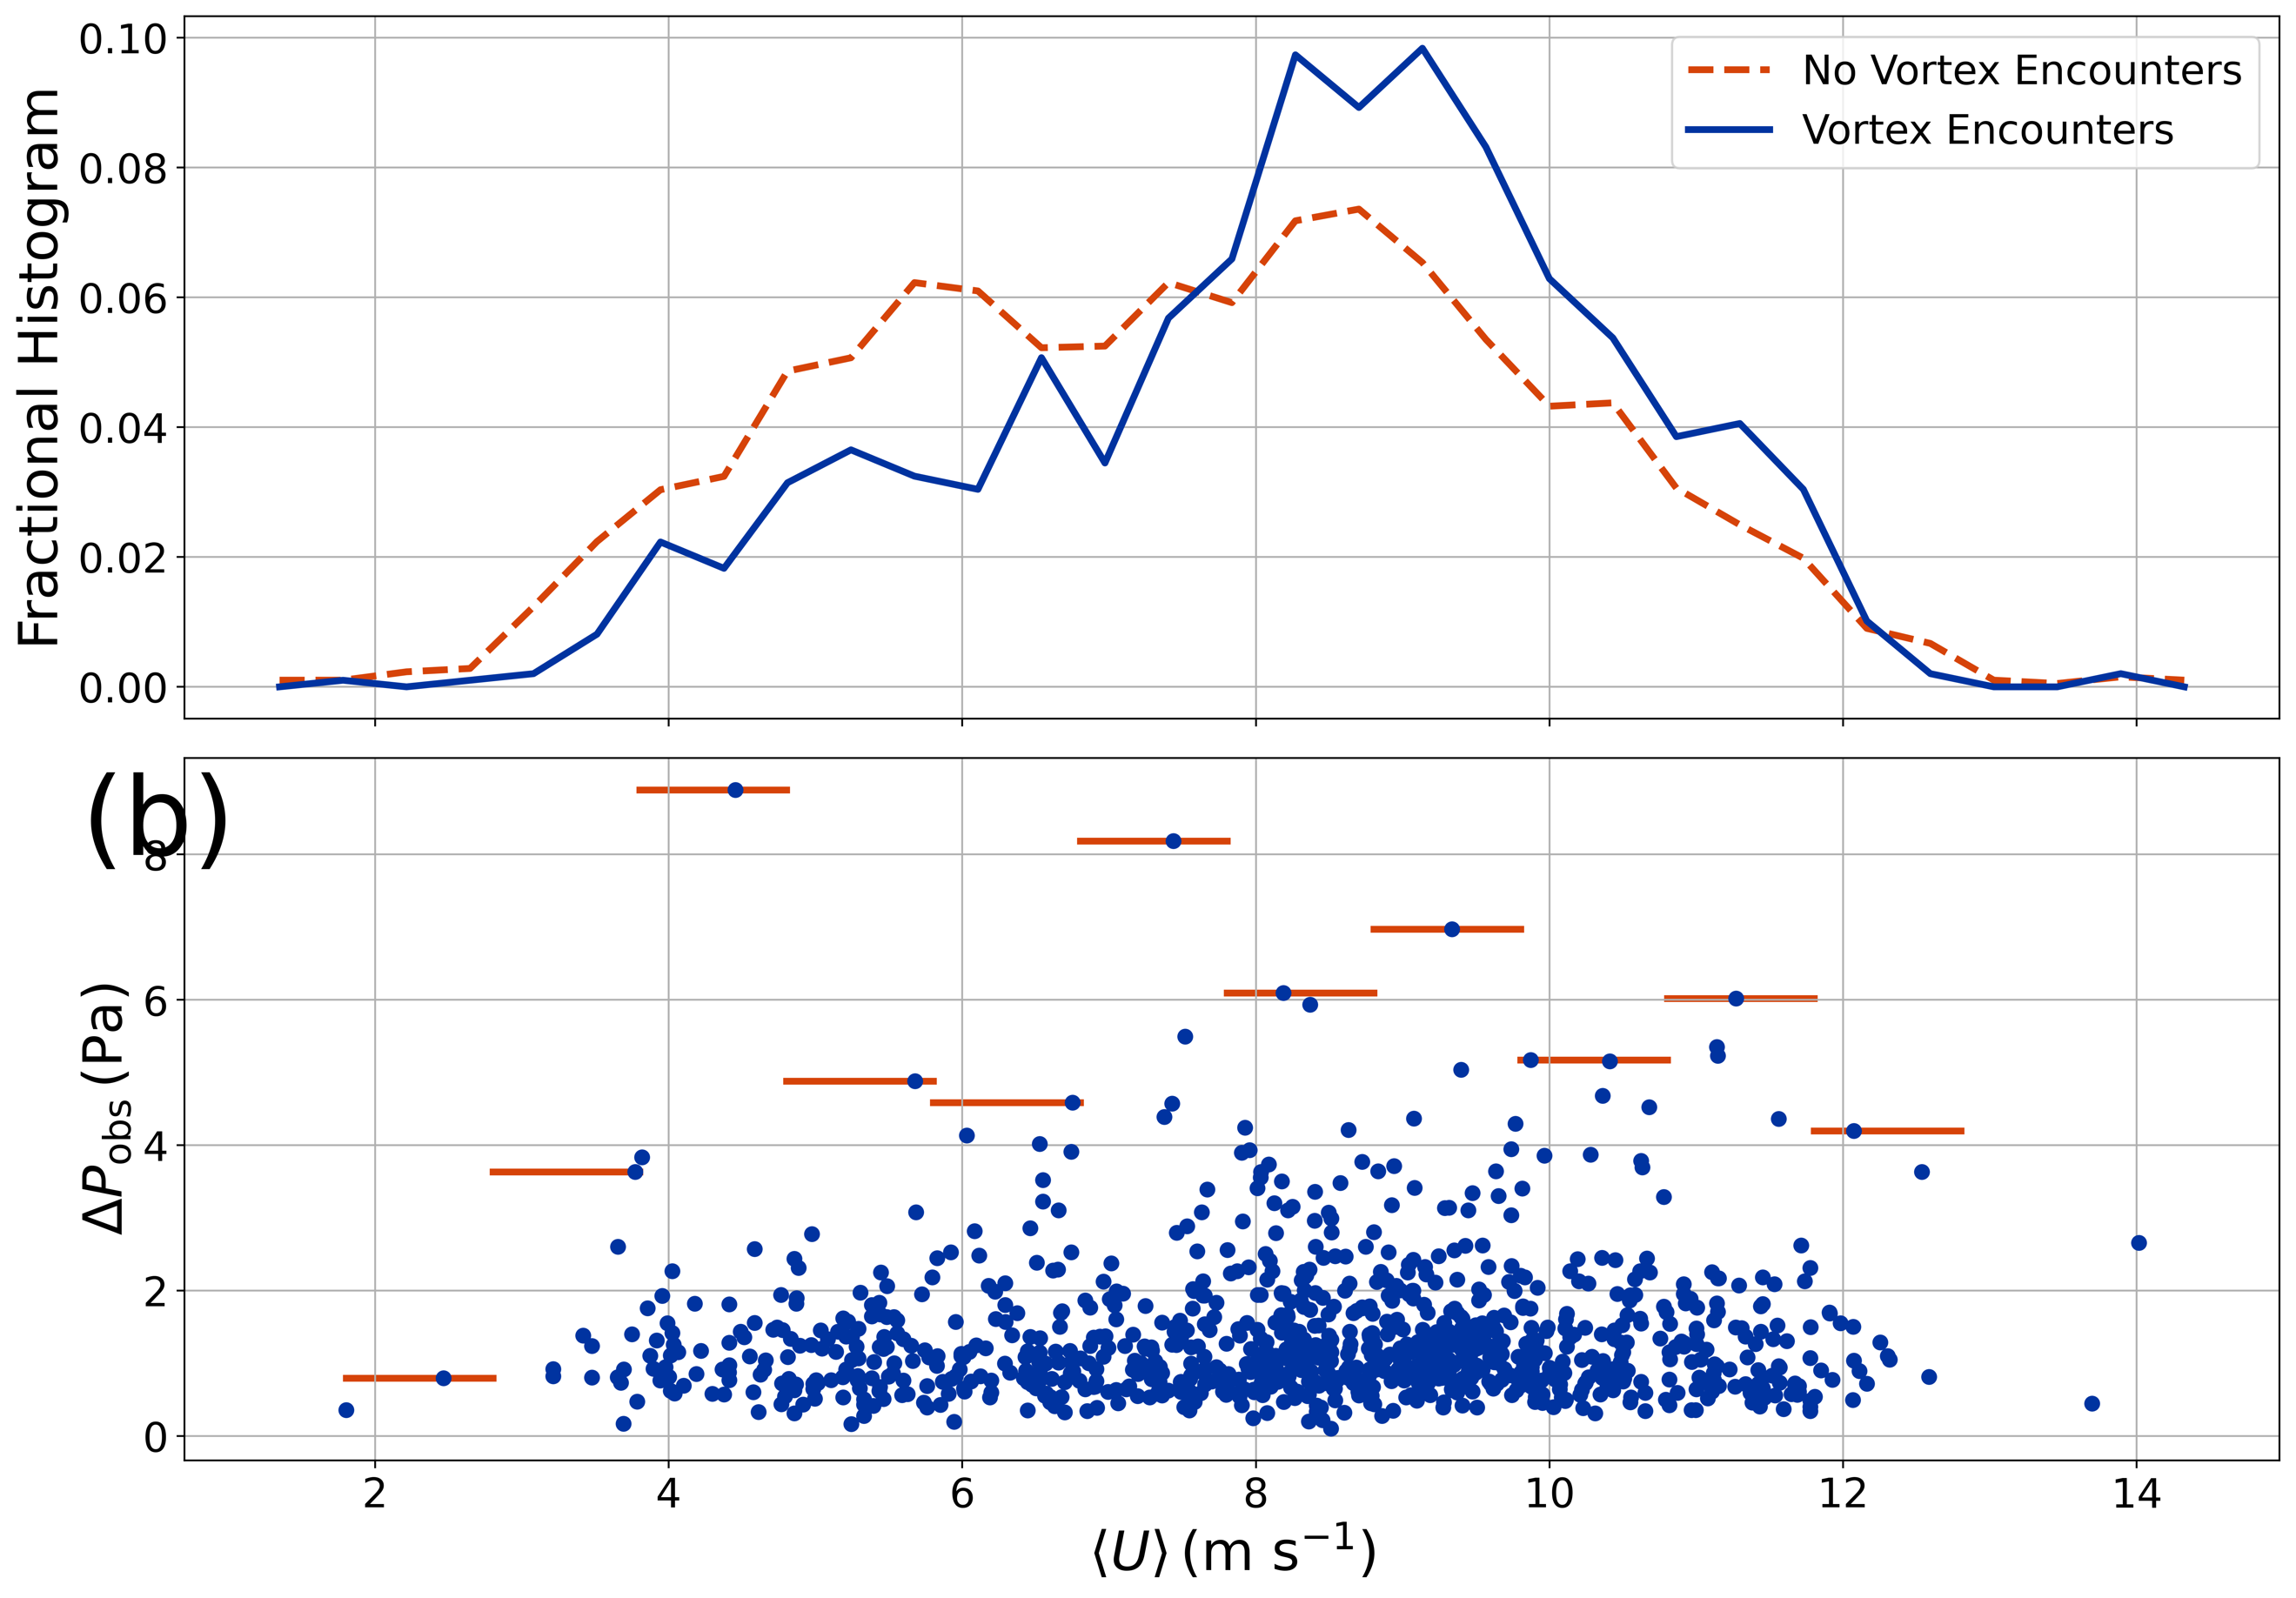 Fractional Histogram
0.10
0.08
0.06
0.04
0.02
0.00
No Vortex Encounters
Vortex Encounters
(b)
ΔP_obs (Pa)
8
6
4
2
0
2 4 6 8 10 12 14
⟨U⟩ (m s⁻¹)